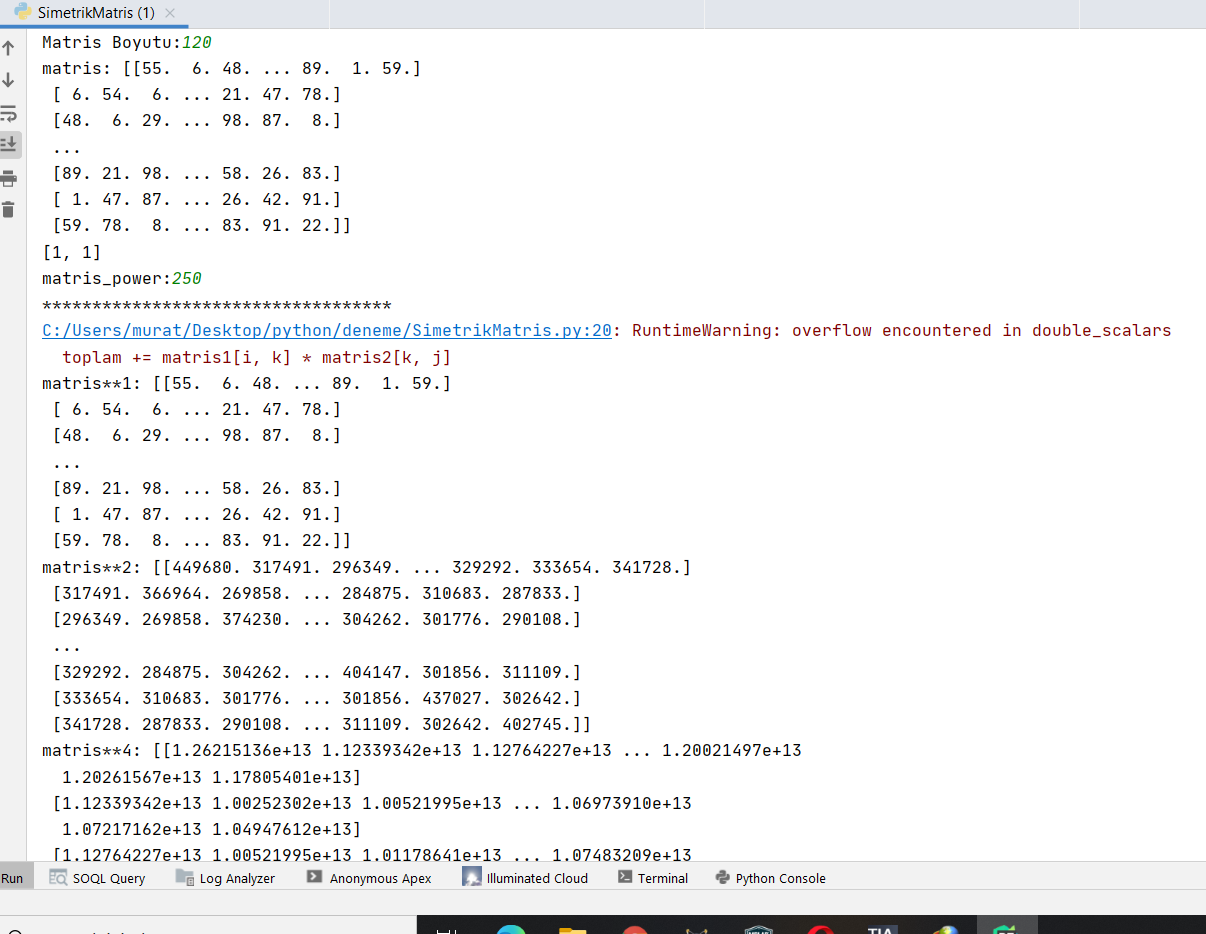 SimetrikMatris (1)
Matris Boyutu:120
matris: [[55.  6. 48. ... 89.  1. 59.]
 [ 6. 54.  6. ... 21. 47. 78.]
 [48.  6. 29. ... 98. 87.  8.]
 ...
 [89. 21. 98. ... 58. 26. 83.]
 [ 1. 47. 87. ... 26. 42. 91.]
 [59. 78.  8. ... 83. 91. 22.]]
[1, 1]
matris_power:250
***********************************
C:/Users/murat/Desktop/python/deneme/SimetrikMatris.py:20: RuntimeWarning: overflow encountered in double_scalars
  toplam += matris1[i, k] * matris2[k, j]
matris**1: [[55.  6. 48. ... 89.  1. 59.]
 [ 6. 54.  6. ... 21. 47. 78.]
 [48.  6. 29. ... 98. 87.  8.]
 ...
 [89. 21. 98. ... 58. 26. 83.]
 [ 1. 47. 87. ... 26. 42. 91.]
 [59. 78.  8. ... 83. 91. 22.]]
matris**2: [[449680. 317491. 296349. ... 329292. 333654. 341728.]
 [317491. 366964. 269858. ... 284875. 310683. 287833.]
 [296349. 269858. 374230. ... 304262. 301776. 290108.]
 ...
 [329292. 284875. 304262. ... 404147. 301856. 311109.]
 [333654. 310683. 301776. ... 301856. 437027. 302642.]
 [341728. 287833. 290108. ... 311109. 302642. 402745.]]
matris**4: [[1.26215136e+13 1.12339342e+13 1.12764227e+13 ... 1.20021497e+13
  1.20261567e+13 1.17805401e+13]
 [1.12339342e+13 1.00252302e+13 1.00521995e+13 ... 1.06973910e+13
  1.07217162e+13 1.04947612e+13]
 [1.12764227e+13 1.00521995e+13 1.01178641e+13 ... 1.07483209e+13
Run SOQL Query Log Analyzer Anonymous Apex Illuminated Cloud Terminal Python Console
TIA